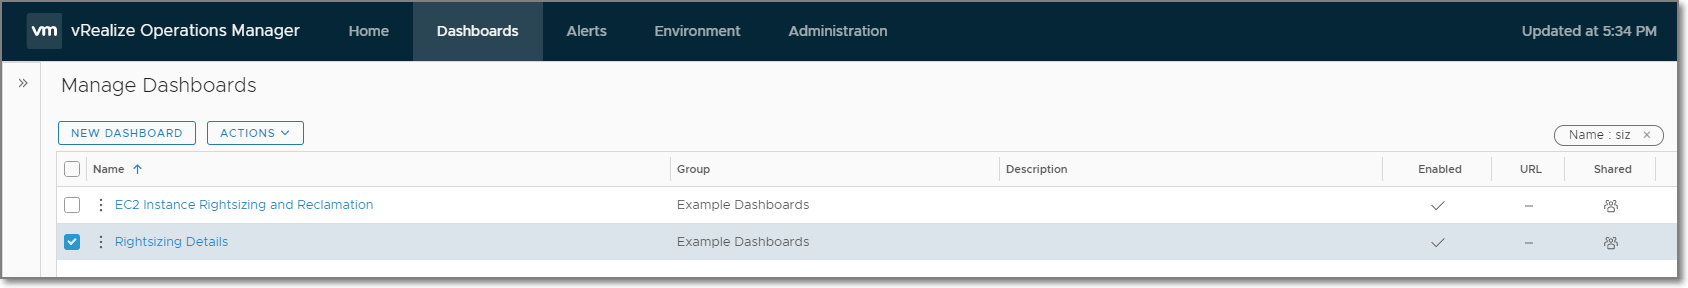 vm vRealize Operations Manager Home Dashboards Alerts Environment Administration Updated at 5:34 PM
Manage Dashboards
NEW DASHBOARD ACTIONS Name : siz ×
Name Group Description Enabled URL Shared
EC2 Instance Rightsizing and Reclamation Example Dashboards –
Rightsizing Details Example Dashboards –